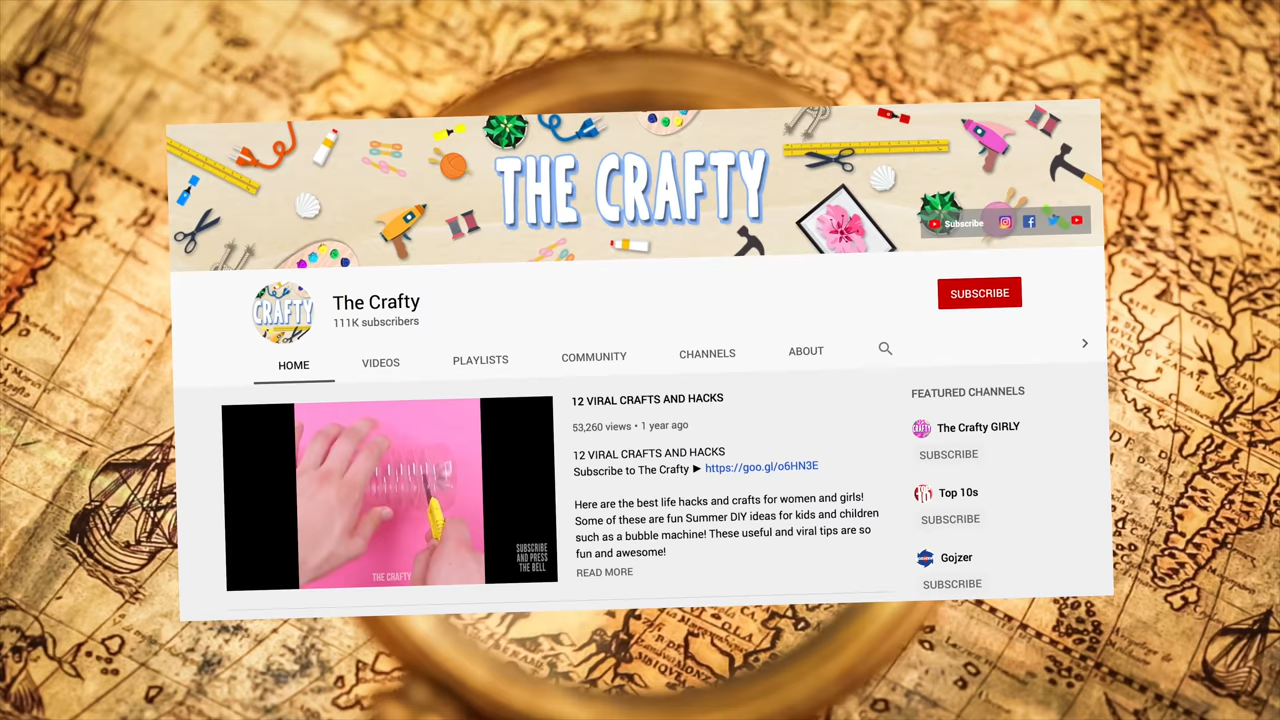 THE CRAFTY
Subscribe
CRAFTY
The Crafty
111K subscribers
SUBSCRIBE
HOME
VIDEOS
PLAYLISTS
COMMUNITY
CHANNELS
ABOUT
12 VIRAL CRAFTS AND HACKS
53,260 views • 1 year ago
12 VIRAL CRAFTS AND HACKS
Subscribe to The Crafty ► https://goo.gl/o6HN3E
Here are the best life hacks and crafts for women and girls!
Some of these are fun Summer DIY ideas for kids and children
such as a bubble machine! These useful and viral tips are so
fun and awesome!
READ MORE
SUBSCRIBE
AND PRESS
THE BELL
THE CRAFTY
FEATURED CHANNELS
The Crafty GIRLY
SUBSCRIBE
Top 10s
SUBSCRIBE
Gojzer
SUBSCRIBE